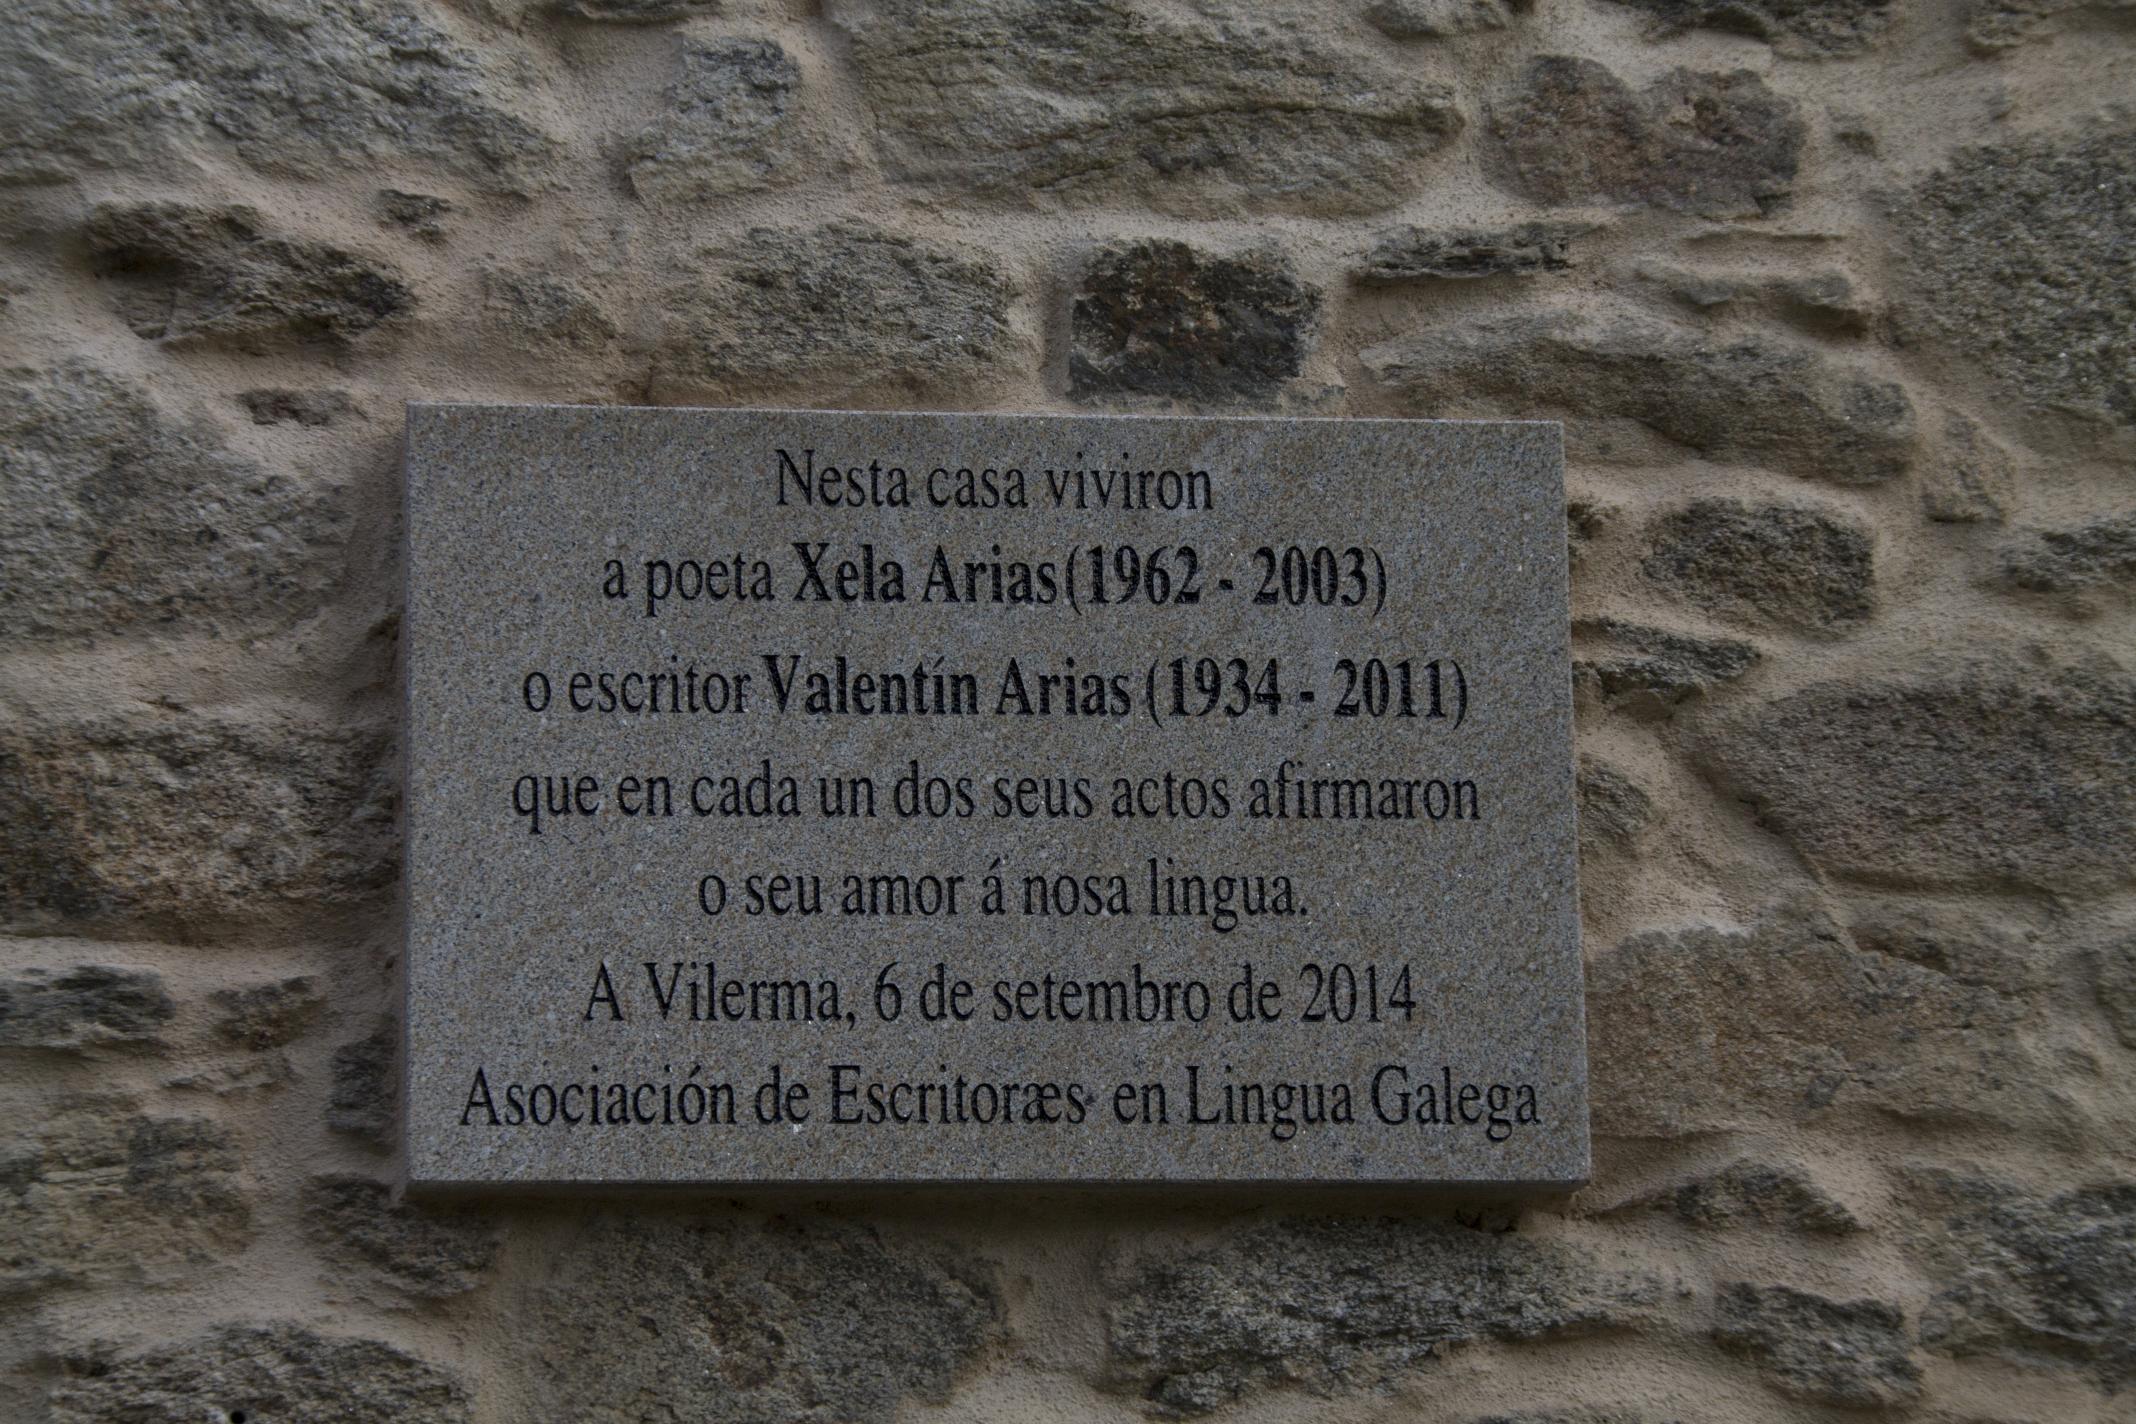 Nesta casa viviron
a poeta Xela Arias (1962 - 2003)
o escritor Valentín Arias (1934 - 2011)
que en cada un dos seus actos afirmaron
o seu amor á nosa lingua.
A Vilerma, 6 de setembro de 2014
Asociación de Escritoræs en Lingua Galega